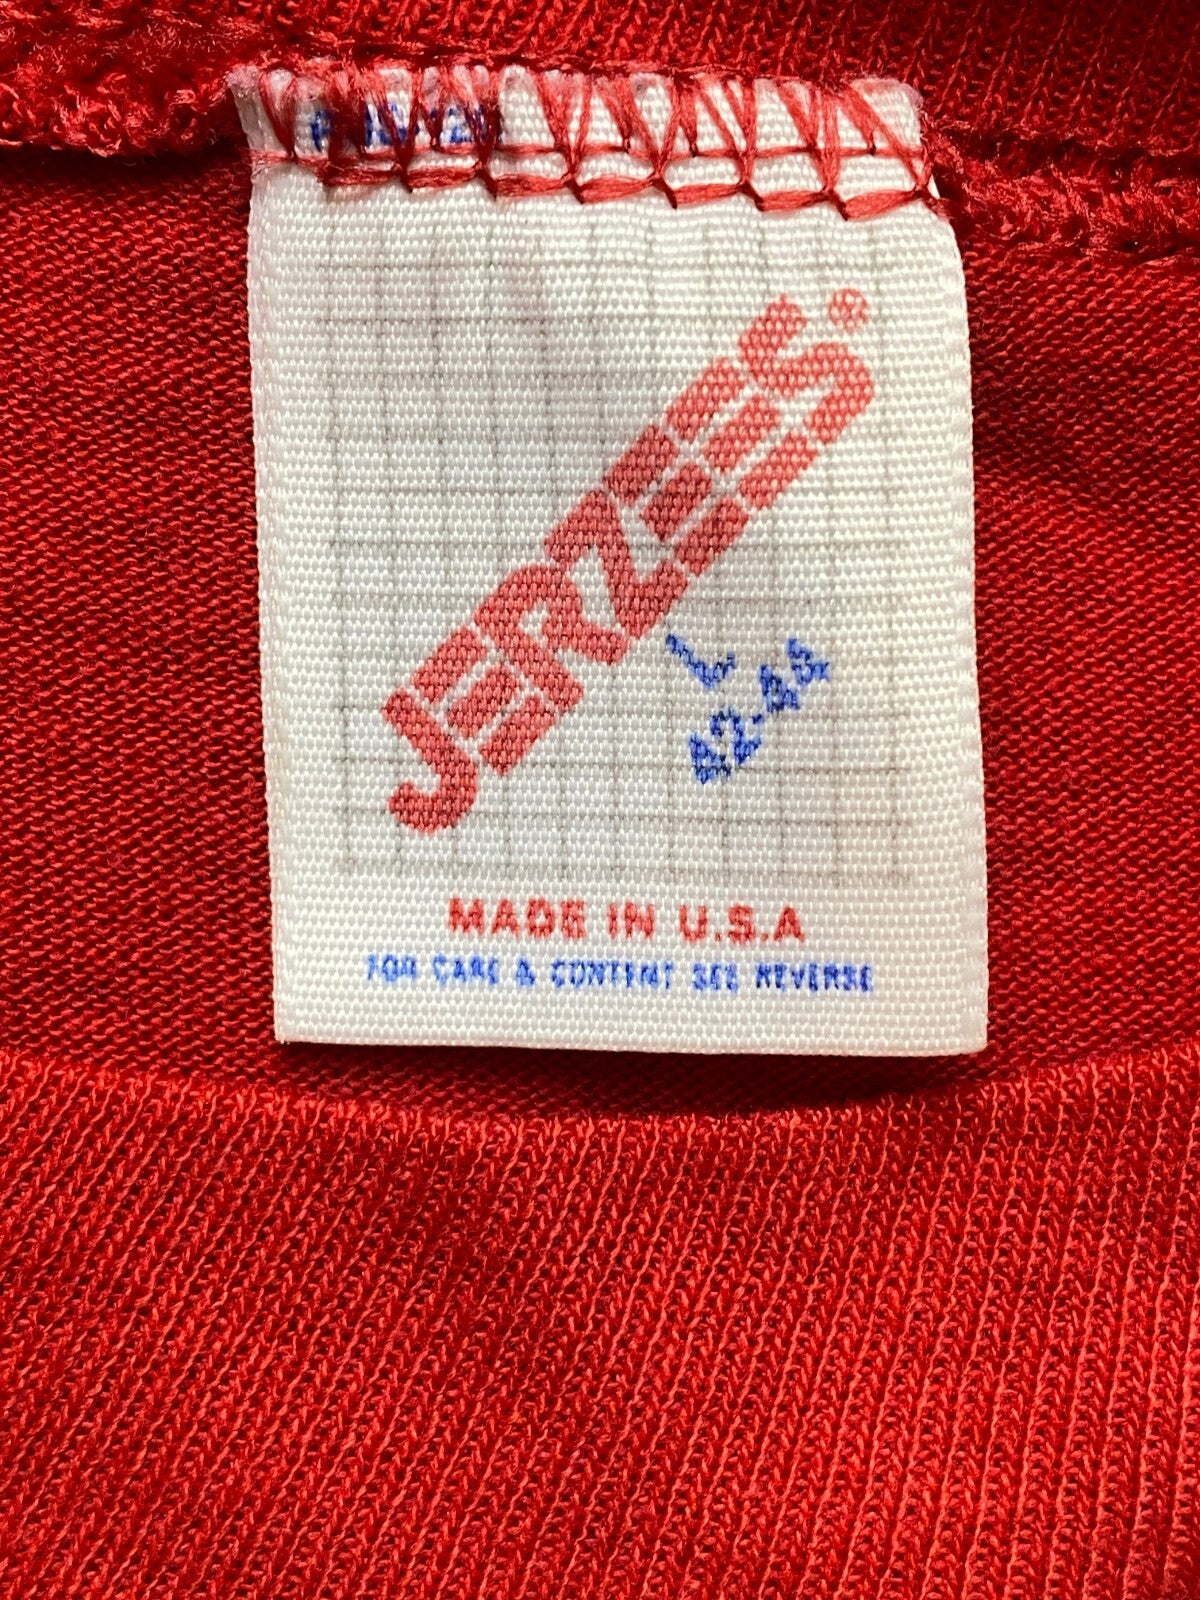 JERZEES®
L
42-44
MADE IN U.S.A
FOR CARE & CONTENT SEE REVERSE